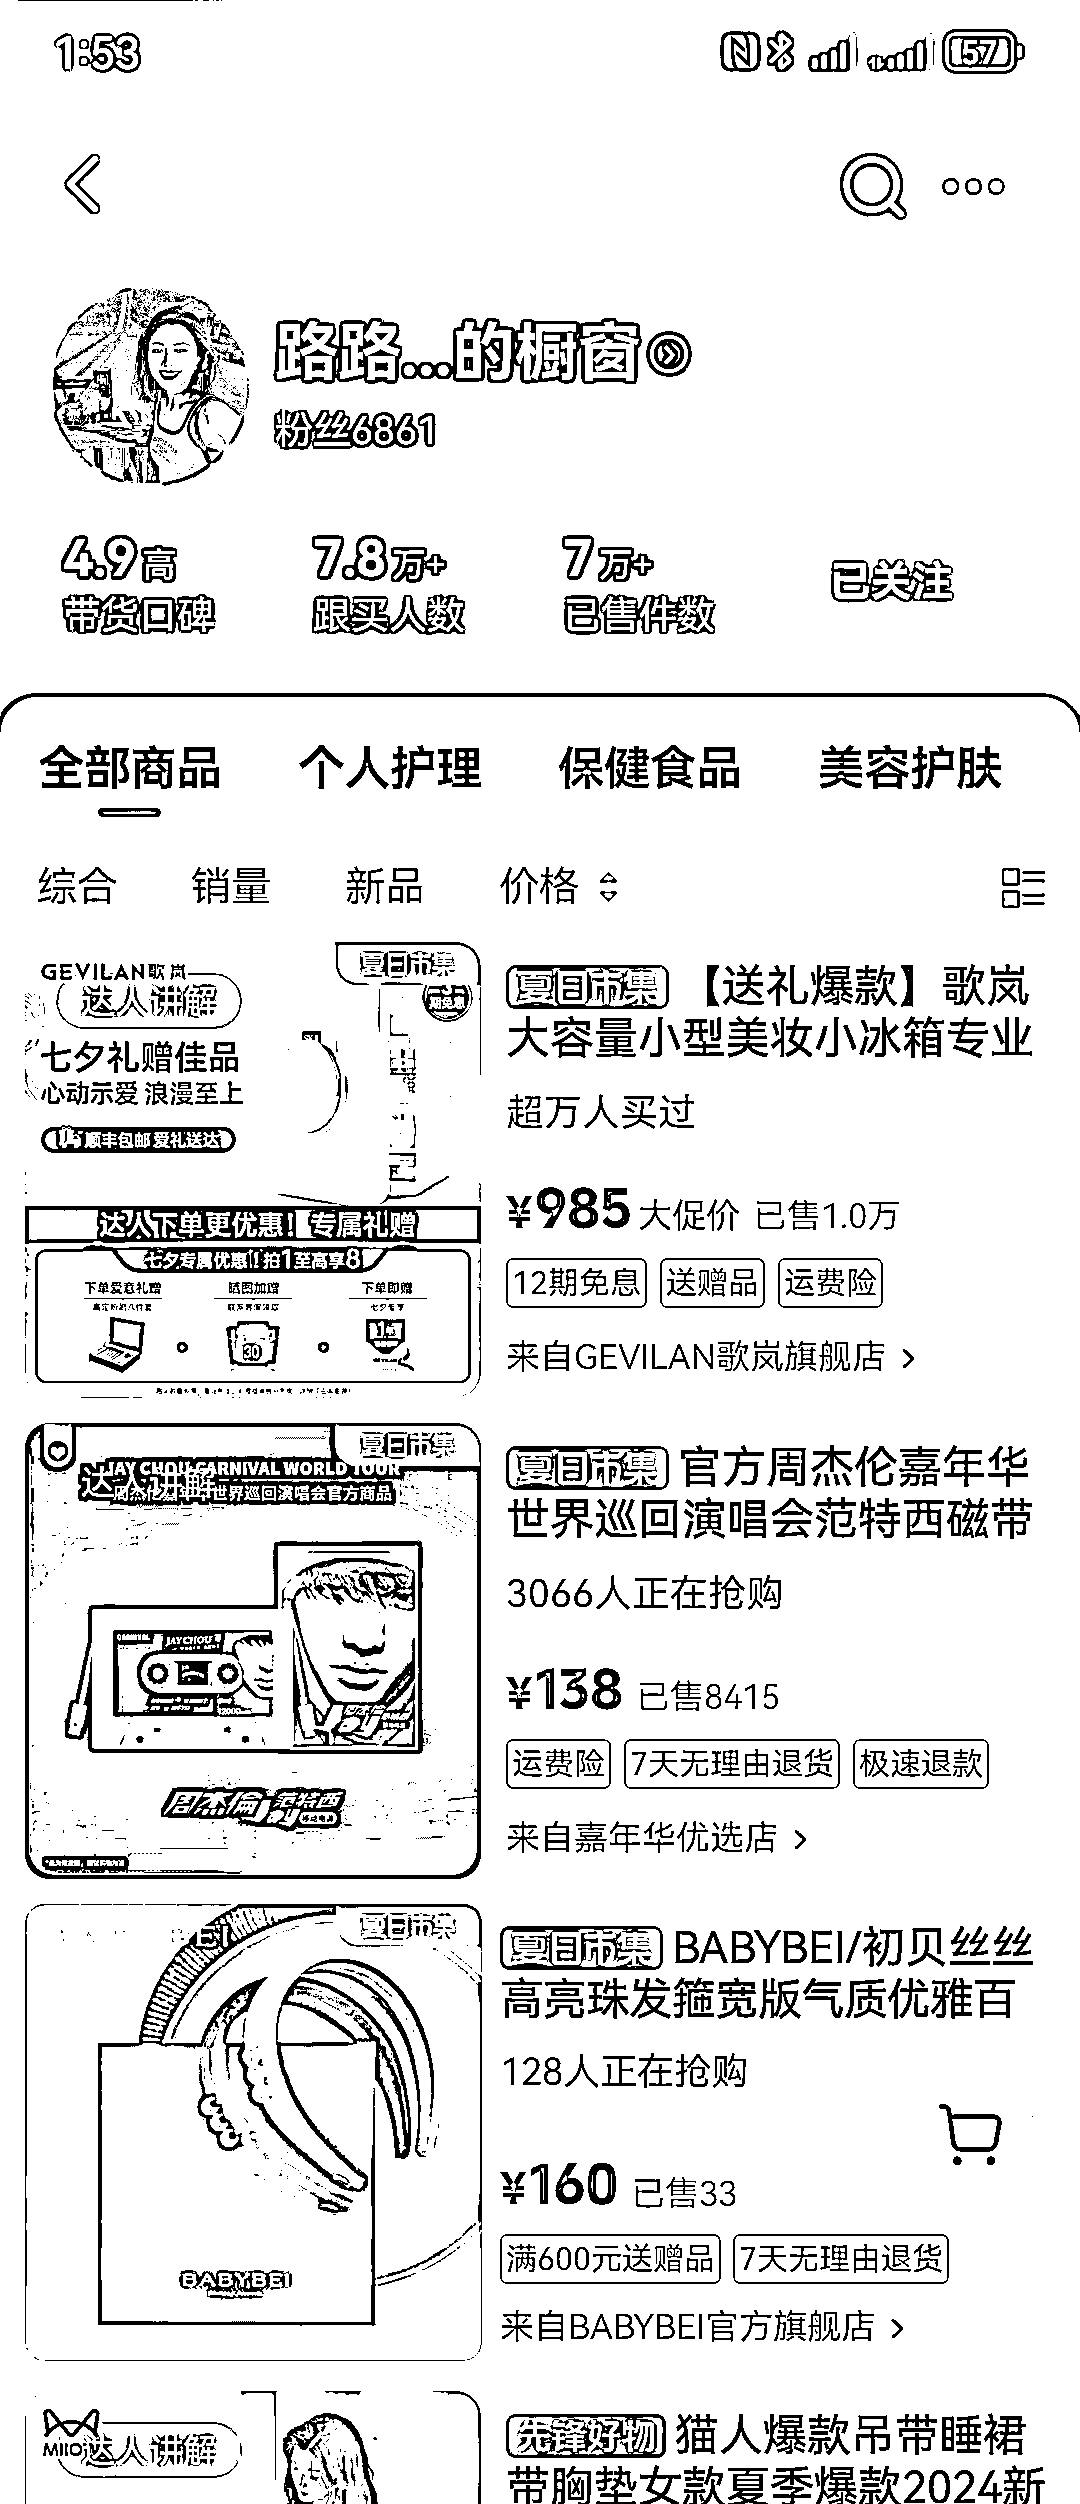 1:53
57
路路...的橱窗
粉丝6861
4.9高
7.8万+
7万+
已关注
带货口碑
跟买人数
已售件数
全部商品
个人护理
保健食品
美容护肤
综合
销量
新品
价格
GEVILAN歌岚
达人讲解
夏日市集
七夕礼赠佳品
心动示爱 浪漫至上
顺丰包邮 爱礼送达
达人下单更优惠！专属礼赠
七夕专属优惠!!拍1至高享8
下单爱意礼赠
晒图加赠
下单即赠
30
夏日市集 【送礼爆款】歌岚
大容量小型美妆小冰箱专业
超万人买过
¥985 大促价 已售1.0万
12期免息 送赠品 运费险
来自GEVILAN歌岚旗舰店
夏日市集
JAY CHOU CARNIVAL WORLD TOUR
达人讲解
世界巡回演唱会官方商品
JAY CHOU
周杰倫 范特西
夏日市集 官方周杰伦嘉年华
世界巡回演唱会范特西磁带
3066人正在抢购
¥138 已售8415
运费险 7天无理由退货 极速退款
来自嘉年华优选店
夏日市集
BABYBEI
夏日市集 BABYBEI/初贝丝丝
高亮珠发箍宽版气质优雅百
128人正在抢购
¥160 已售33
满600元送赠品 7天无理由退货
来自BABYBEI官方旗舰店
MIIO
达人讲解
先锋好物 猫人爆款吊带睡裙
带胸垫女款夏季爆款2024新